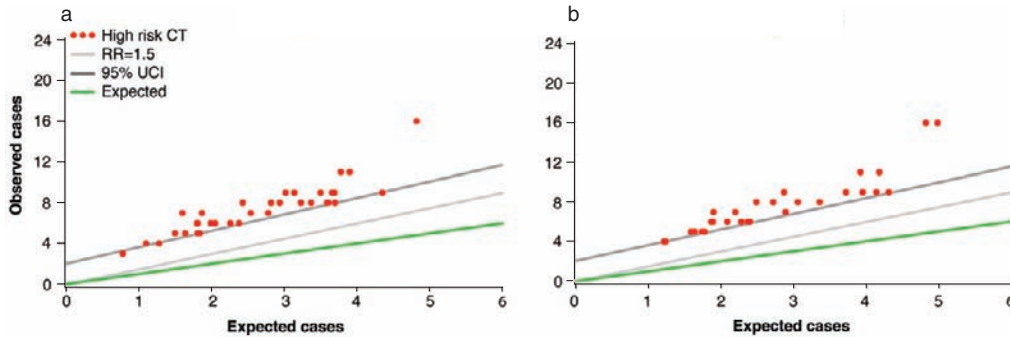 a
High risk CT
RR=1.5
95% UCI
Expected
Observed cases
24
20
16
12
8
4
0
0 1 2 3 4 5 6
Expected cases
b
24
20
16
12
8
4
0
0 1 2 3 4 5 6
Expected cases